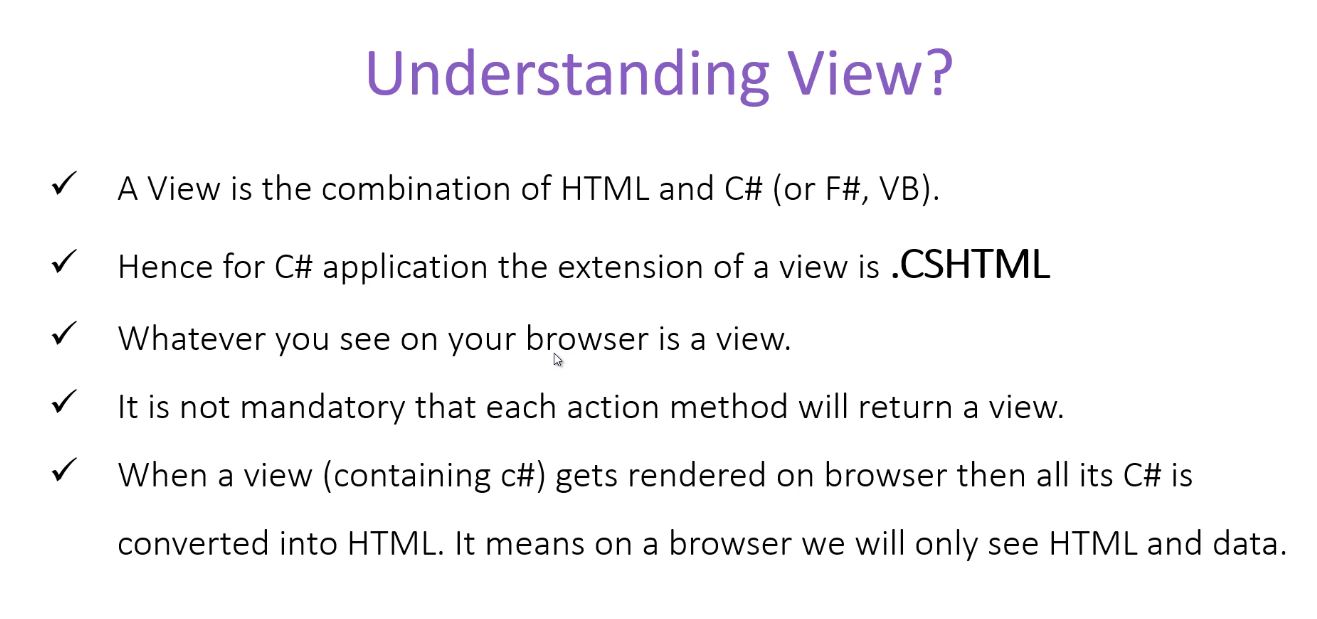 Understanding View?
A View is the combination of HTML and C# (or F#, VB).
Hence for C# application the extension of a view is .CSHTML
Whatever you see on your browser is a view.
It is not mandatory that each action method will return a view.
When a view (containing c#) gets rendered on browser then all its C# is
converted into HTML. It means on a browser we will only see HTML and data.